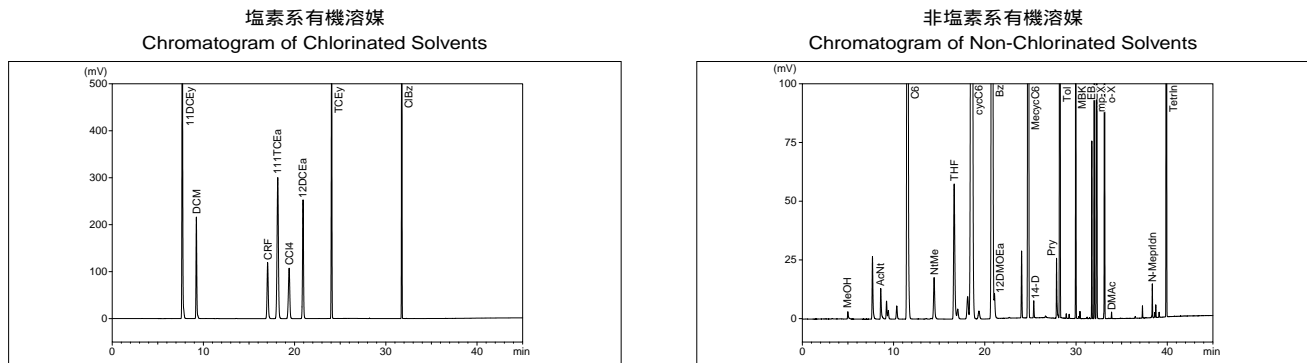 塩素系有機溶媒
Chromatogram of Chlorinated Solvents
(mV)
500
400
300
200
100
0
11DCEy
DCM
CRF
111TCEa
CCl4
12DCEa
TCEy
ClBz
0
10
20
30
40
min
非塩素系有機溶媒
Chromatogram of Non-Chlorinated Solvents
(mV)
100
75
50
25
0
MeOH
AcNt
C6
NtMe
THF
cycC6
Bz
12DMOEa
MecycC6
14-D
Pry
Tol
MBK
EB
mp-X
o-X
DMAc
N-Mepridn
Tetrln
0
10
20
30
40
min